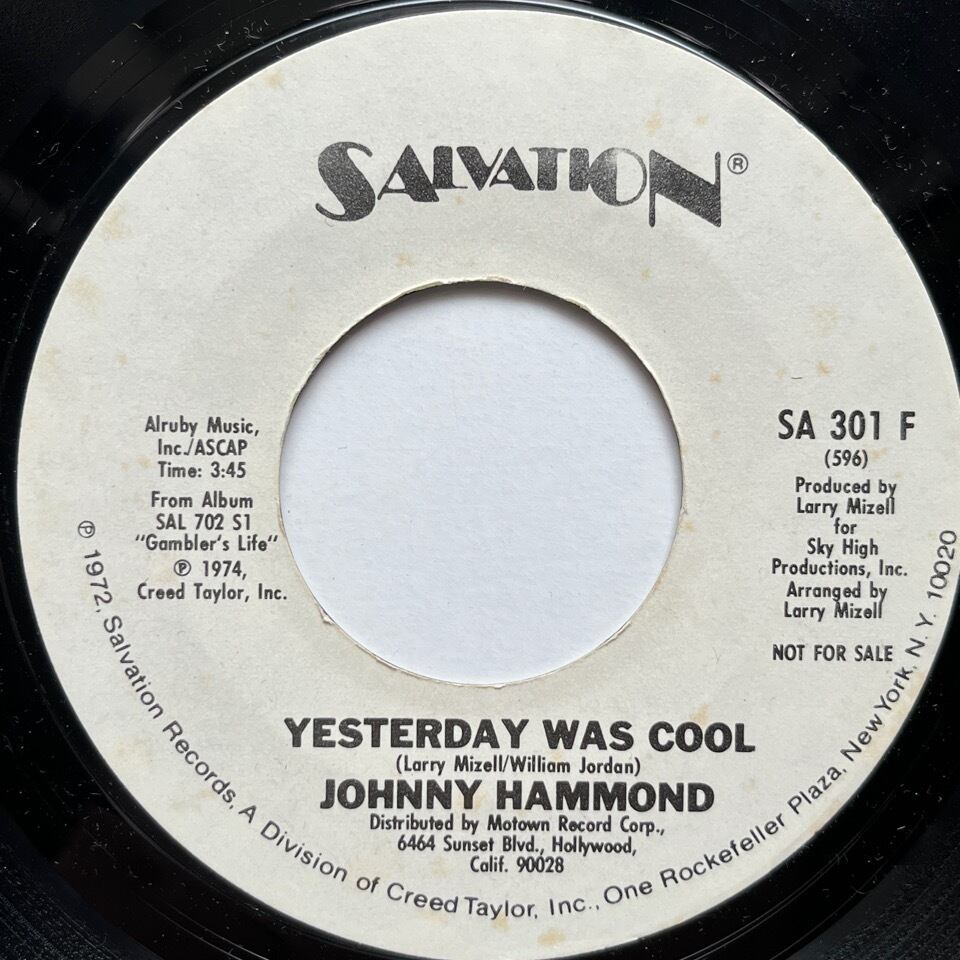 SALVATION®
Alruby Music,
Inc./ASCAP
Time: 3:45
From Album
SAL 702 S1
"Gambler's Life"
℗ 1974,
Creed Taylor, Inc.
SA 301 F
(596)
Produced by
Larry Mizell
for
Sky High
Productions, Inc.
Arranged by
Larry Mizell
NOT FOR SALE
YESTERDAY WAS COOL
(Larry Mizell/William Jordan)
JOHNNY HAMMOND
Distributed by Motown Record Corp.,
6464 Sunset Blvd., Hollywood,
Calif. 90028
℗ 1972, Salvation Records, A Division of Creed Taylor, Inc., One Rockefeller Plaza, New York, N.Y. 10020